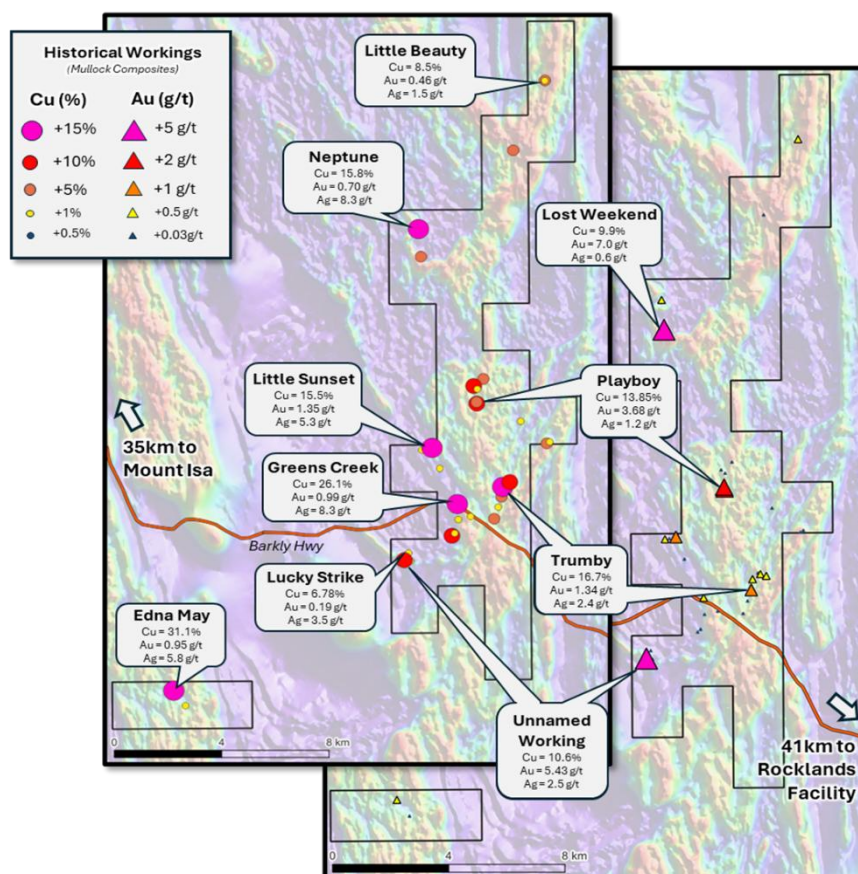 Historical Workings
(Mullock Composites)
Cu (%) Au (g/t)
+15% +5 g/t
+10% +2 g/t
+5% +1 g/t
+1% +0.5 g/t
+0.5% +0.03g/t
Little Beauty
Cu = 8.5%
Au = 0.46 g/t
Ag = 1.5 g/t
Neptune
Cu = 15.8%
Au = 0.70 g/t
Ag = 8.3 g/t
Lost Weekend
Cu = 9.9%
Au = 7.0 g/t
Ag = 0.6 g/t
Little Sunset
Cu = 15.5%
Au = 1.35 g/t
Ag = 5.3 g/t
Playboy
Cu = 13.85%
Au = 3.68 g/t
Ag = 1.2 g/t
35km to
Mount Isa
Greens Creek
Cu = 26.1%
Au = 0.99 g/t
Ag = 8.3 g/t
Barkly Hwy
Trumby
Cu = 16.7%
Au = 1.34 g/t
Ag = 2.4 g/t
Lucky Strike
Cu = 6.78%
Au = 0.19 g/t
Ag = 3.5 g/t
Edna May
Cu = 31.1%
Au = 0.95 g/t
Ag = 5.8 g/t
Unnamed
Working
Cu = 10.6%
Au = 5.43 g/t
Ag = 2.5 g/t
41km to
Rocklands
Facility
0 4 8 km
0 4 8 km